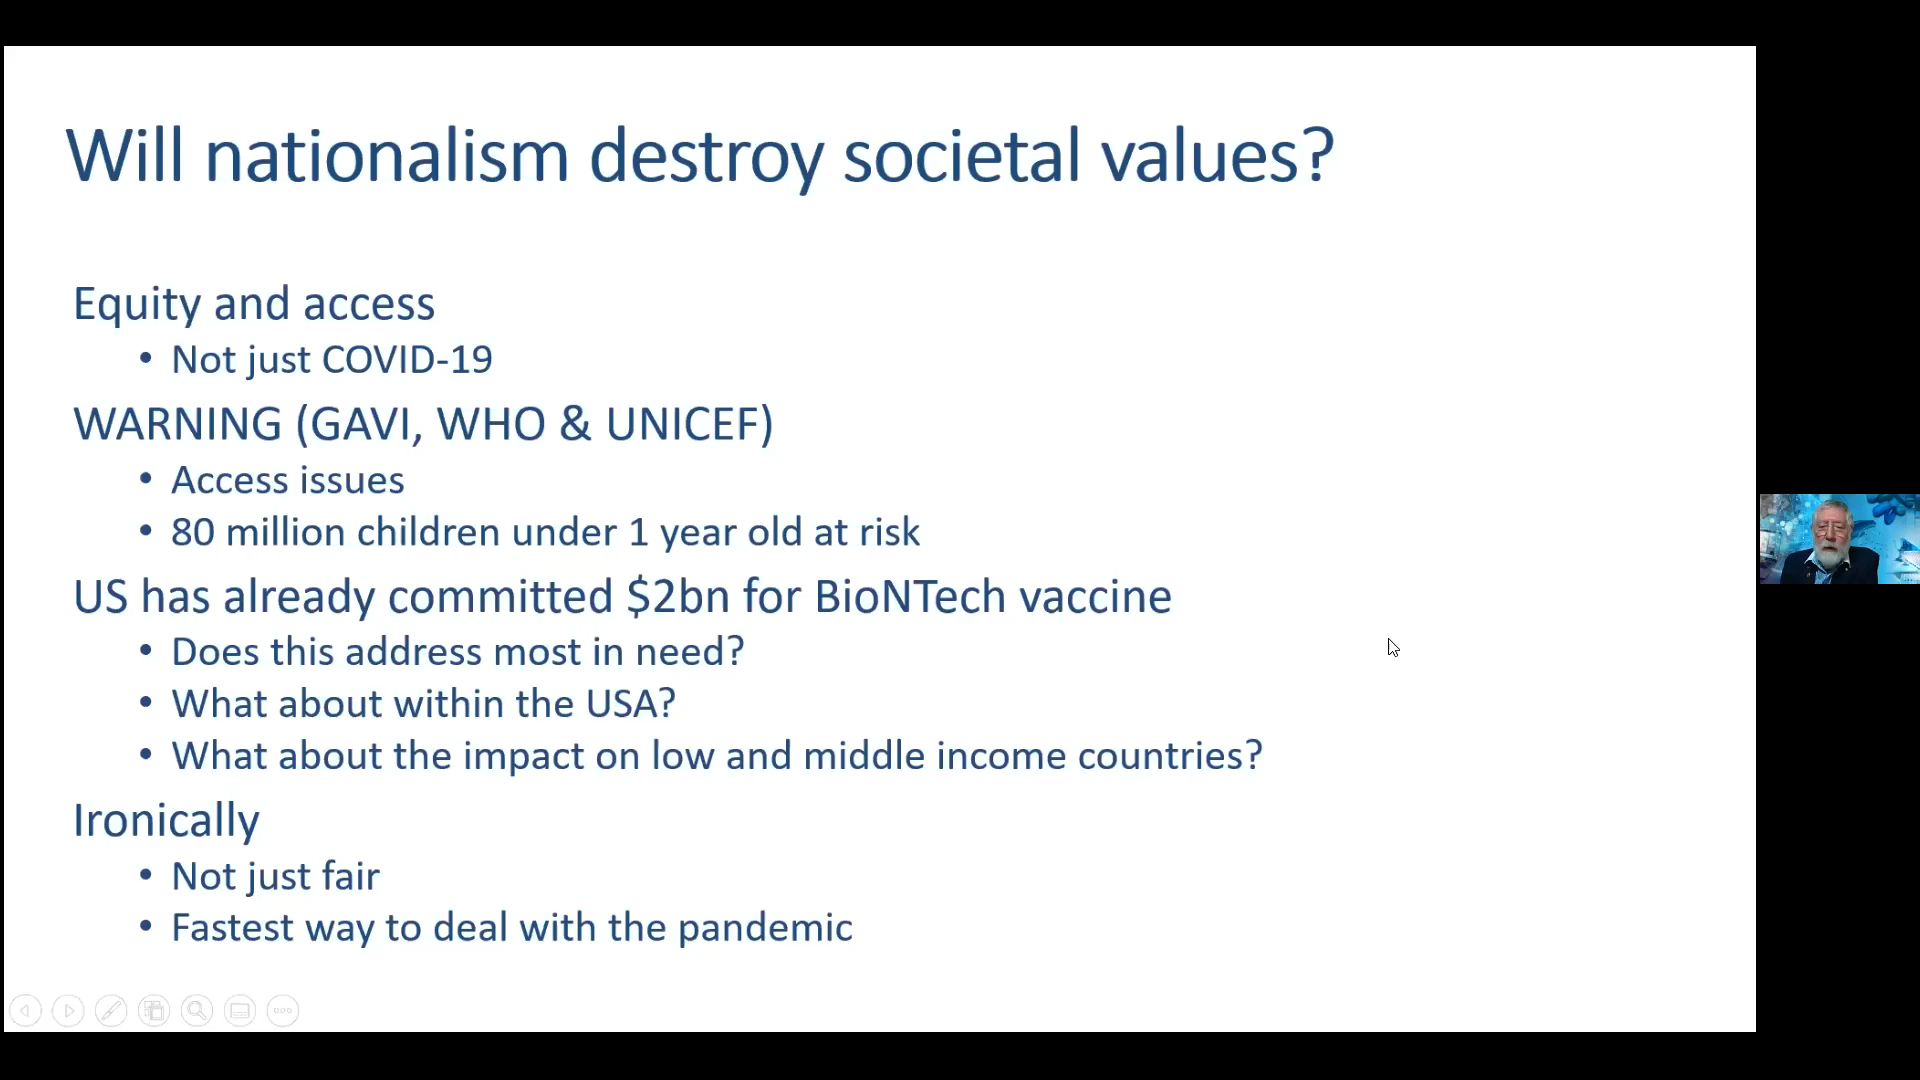 Will nationalism destroy societal values?
Equity and access
• Not just COVID-19
WARNING (GAVI, WHO & UNICEF)
• Access issues
• 80 million children under 1 year old at risk
US has already committed $2bn for BioNTech vaccine
• Does this address most in need?
• What about within the USA?
• What about the impact on low and middle income countries?
Ironically
• Not just fair
• Fastest way to deal with the pandemic